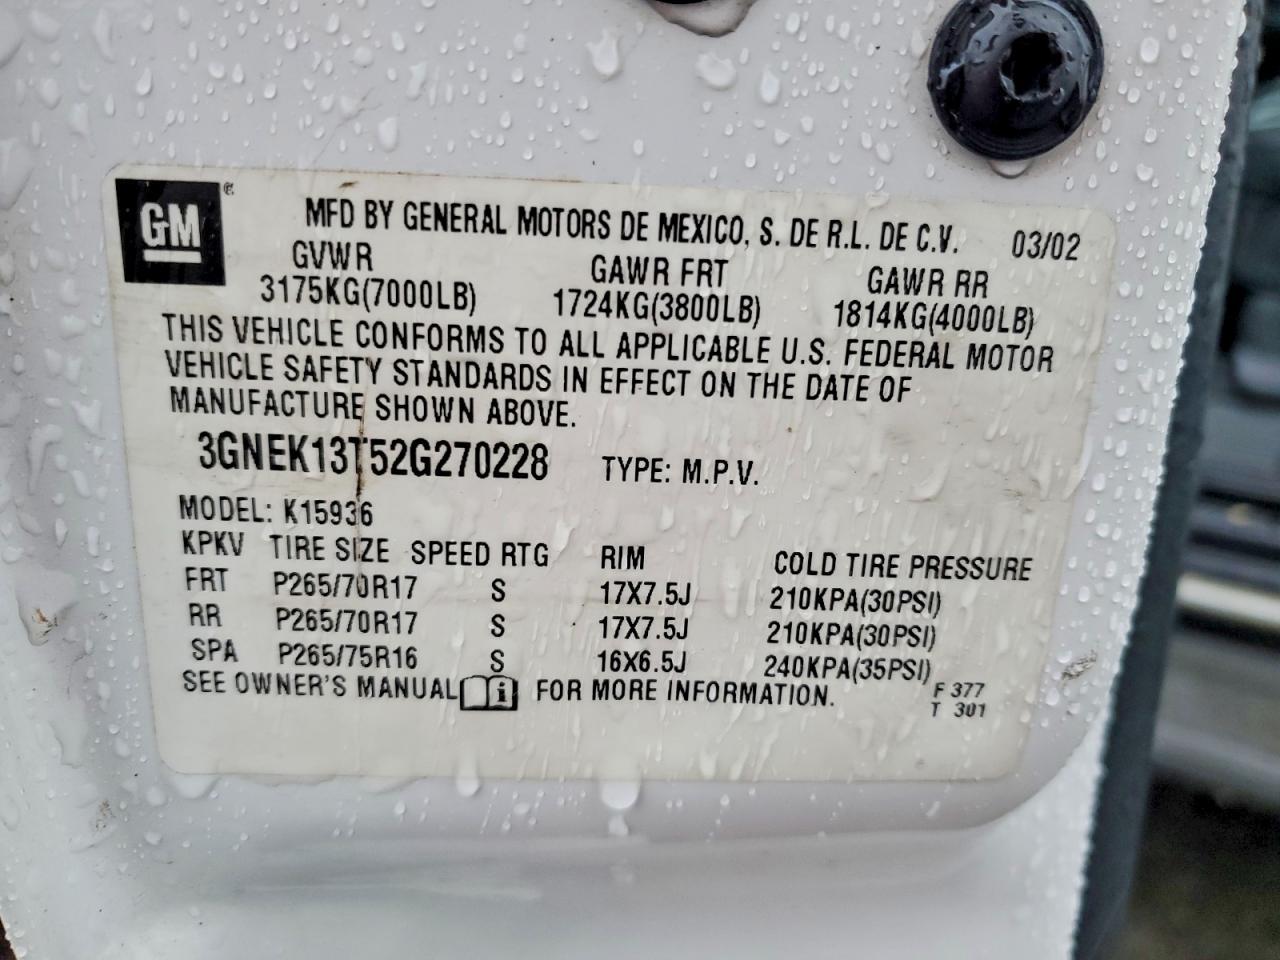 GM
MFD BY GENERAL MOTORS DE MEXICO, S. DE R.L. DE C.V. 03/02
GVWR GAWR FRT GAWR RR
3175KG(7000LB) 1724KG(3800LB) 1814KG(4000LB)
THIS VEHICLE CONFORMS TO ALL APPLICABLE U.S. FEDERAL MOTOR
VEHICLE SAFETY STANDARDS IN EFFECT ON THE DATE OF
MANUFACTURE SHOWN ABOVE.
3GNEK13T52G270228 TYPE: M.P.V.
MODEL: K15936
KPKV TIRE SIZE SPEED RTG RIM COLD TIRE PRESSURE
FRT P265/70R17 S 17X7.5J 210KPA(30PSI)
RR P265/70R17 S 17X7.5J 210KPA(30PSI)
SPA P265/75R16 S 16X6.5J 240KPA(35PSI)
SEE OWNER'S MANUAL i FOR MORE INFORMATION.
F 377
T 301